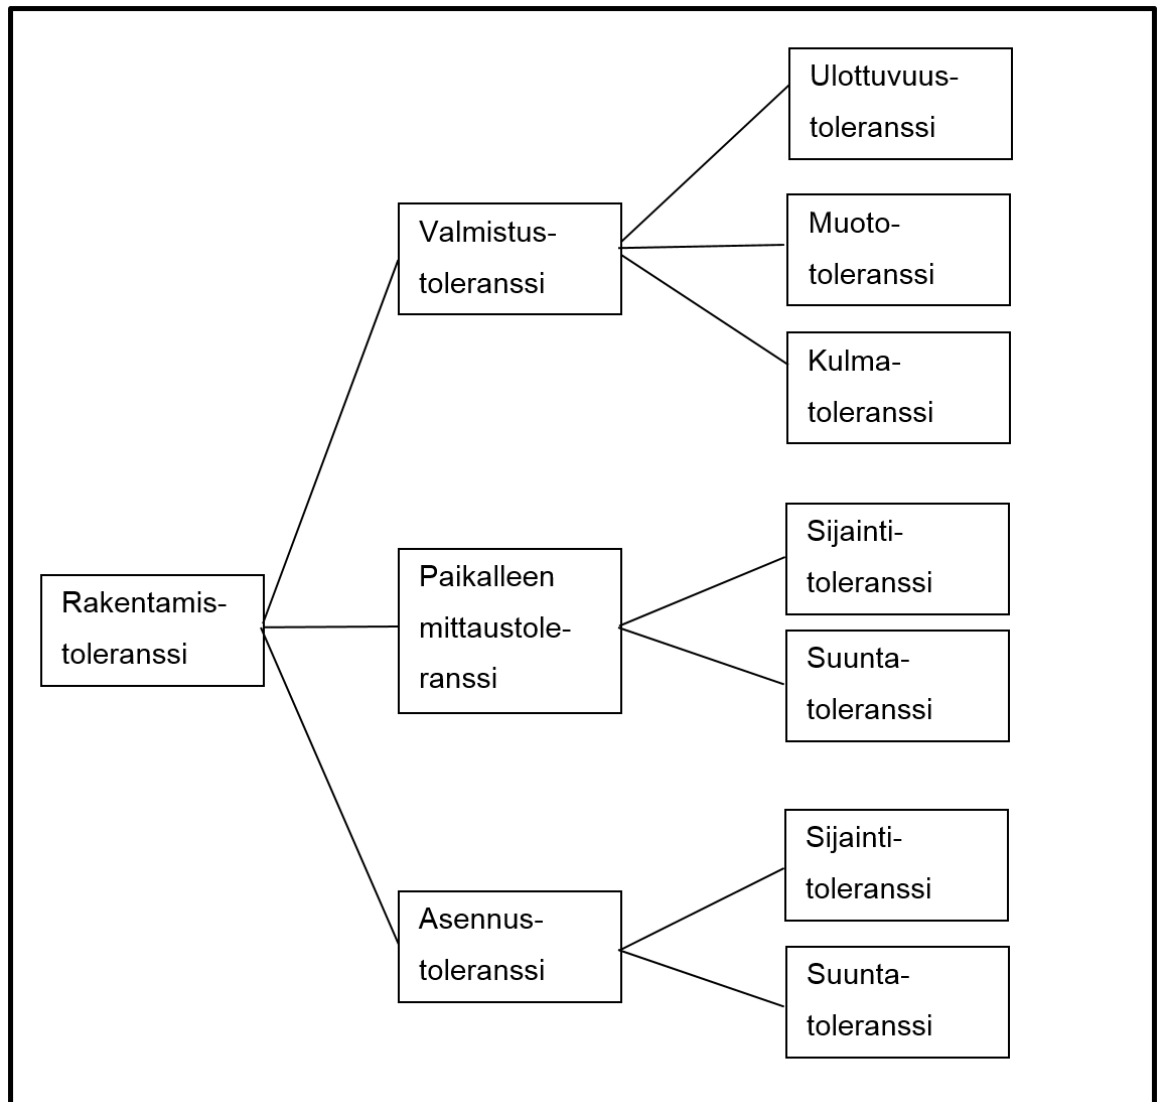 Ulottuvuus-
toleranssi
Valmistus-
toleranssi
Muoto-
toleranssi
Kulma-
toleranssi
Rakentamis-
toleranssi
Paikalleen
mittaustole-
ranssi
Sijainti-
toleranssi
Suunta-
toleranssi
Asennus-
toleranssi
Sijainti-
toleranssi
Suunta-
toleranssi